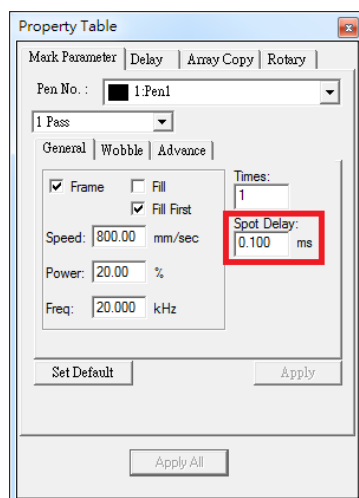 Property Table
Mark Parameter Delay Array Copy Rotary
Pen No. : 1:Pen1
1 Pass
General Wobble Advance
Frame Fill
Fill First
Times:
1
Speed: 800.00 mm/sec
Spot Delay:
0.100 ms
Power: 20.00 %
Freq: 20.000 kHz
Set Default Apply
Apply All